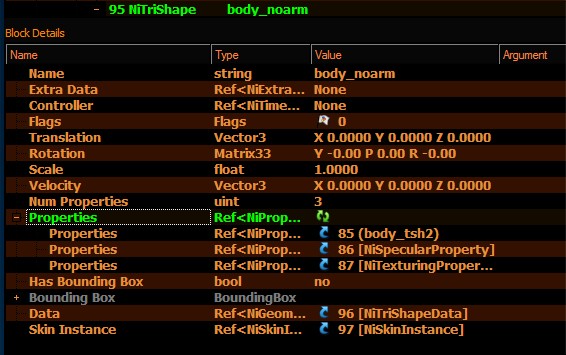 95 NiTriShape body_noarm
Block Details
Name Type Value Argument
Name string body_noarm
Extra Data Ref<NiExtra... None
Controller Ref<NiTime... None
Flags Flags 0
Translation Vector3 X 0.0000 Y 0.0000 Z 0.0000
Rotation Matrix33 Y -0.00 P 0.00 R -0.00
Scale float 1.0000
Velocity Vector3 X 0.0000 Y 0.0000 Z 0.0000
Num Properties uint 3
Properties Ref<NiProp...
Properties Ref<NiProp... 85 (body_tsh2)
Properties Ref<NiProp... 86 [NiSpecularProperty]
Properties Ref<NiProp... 87 [NiTexturingProper...
Has Bounding Box bool no
Bounding Box BoundingBox
Data Ref<NiGeom... 96 [NiTriShapeData]
Skin Instance Ref<NiSkinI... 97 [NiSkinInstance]